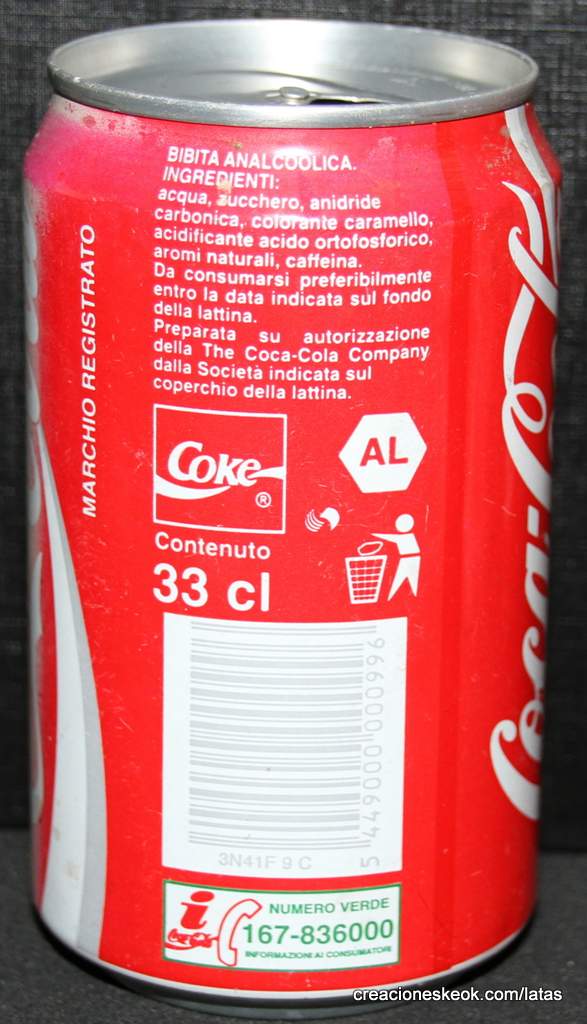 BIBITA ANALCOOLICA.
INGREDIENTI:
acqua, zucchero, anidride
carbonica, colorante caramello,
acidificante acido ortofosforico,
aromi naturali, caffeina.
Da consumarsi preferibilmente
entro la data indicata sul fondo
della lattina.
Preparata su autorizzazione
della The Coca-Cola Company
dalla Società indicata sul
coperchio della lattina.
MARCHIO REGISTRATO
Coke
®
AL
Contenuto
33 cl
5 449000 000996
3N41F 9 C
i
Coca-Cola
NUMERO VERDE
167-836000
INFORMAZIONI AI CONSUMATORI
Coca-C
creacioneskeok.com/latas